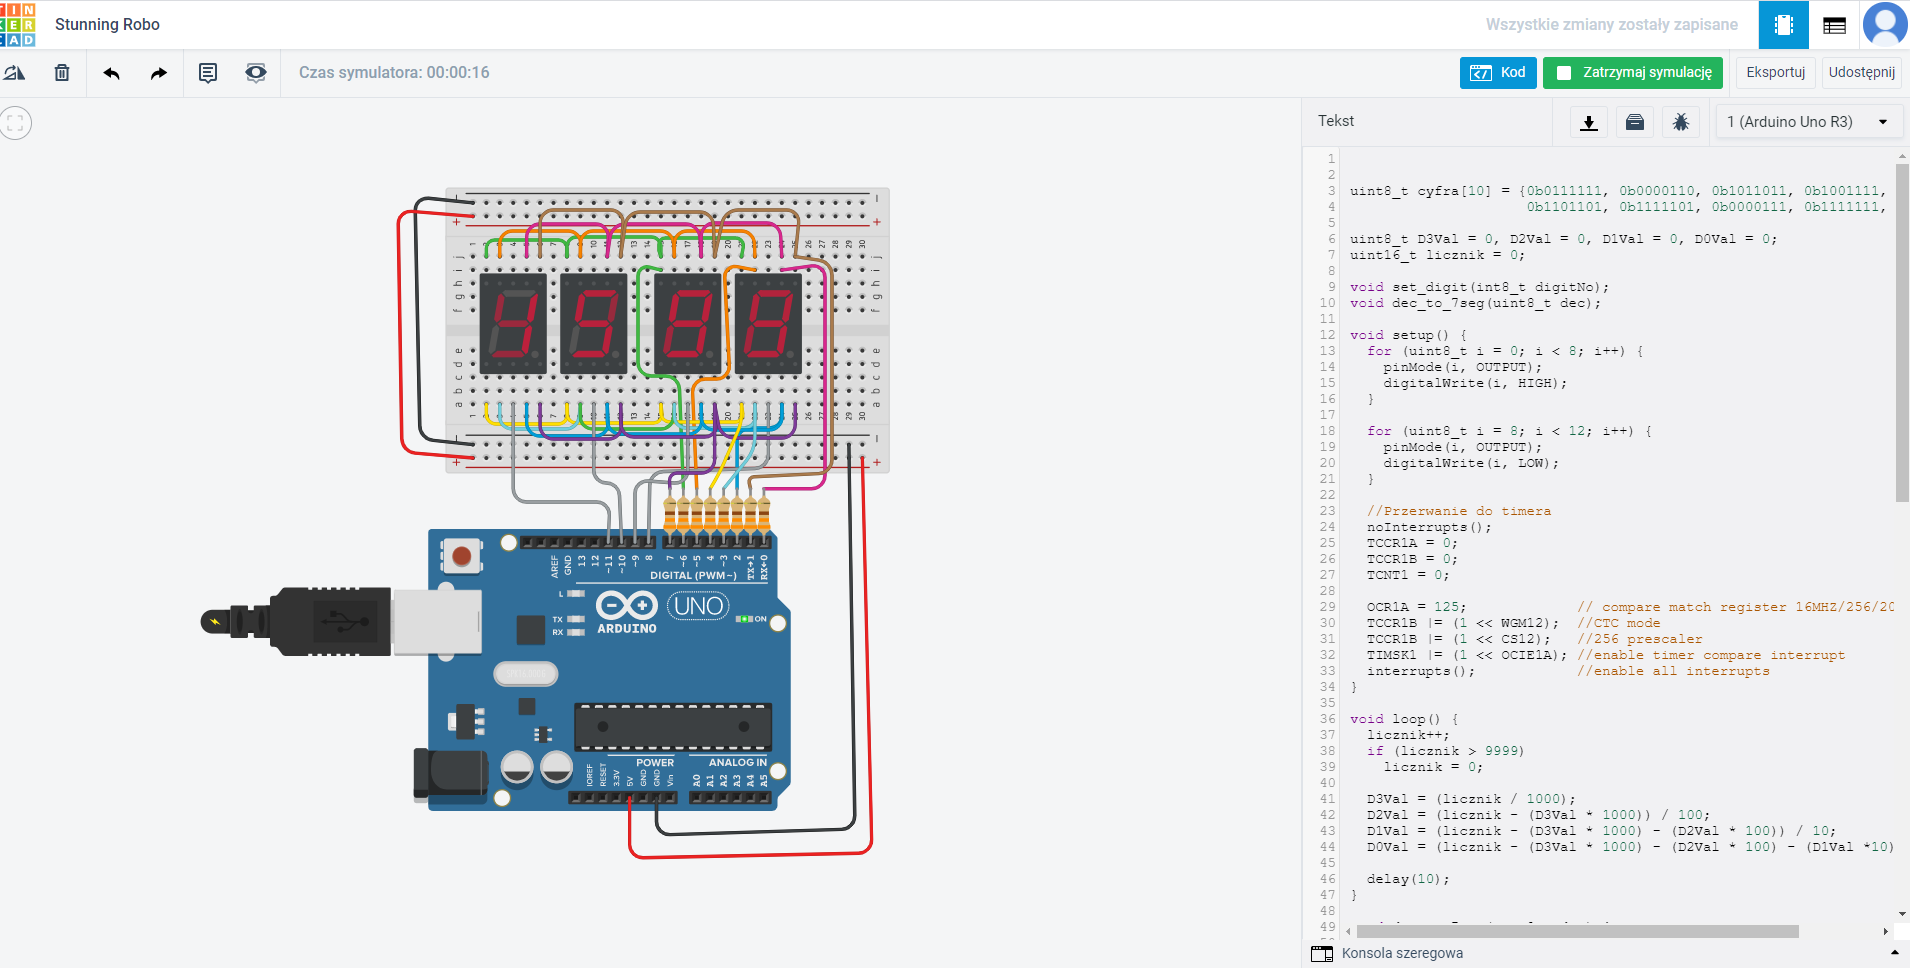 TIN
KER
CAD
Stunning Robo
Wszystkie zmiany zostały zapisane
Czas symulatora: 00:00:16
Kod
Zatrzymaj symulację
Eksportuj
Udostępnij
Tekst
1 (Arduino Uno R3)
1
2
3 uint8_t cyfra[10] = {0b0111111, 0b0000110, 0b1011011, 0b1001111,
4 0b1101101, 0b1111101, 0b0000111, 0b1111111,
5
6 uint8_t D3Val = 0, D2Val = 0, D1Val = 0, D0Val = 0;
7 uint16_t licznik = 0;
8
9 void set_digit(int8_t digitNo);
10 void dec_to_7seg(uint8_t dec);
11
12 void setup() {
13 for (uint8_t i = 0; i < 8; i++) {
14 pinMode(i, OUTPUT);
15 digitalWrite(i, HIGH);
16 }
17
18 for (uint8_t i = 8; i < 12; i++) {
19 pinMode(i, OUTPUT);
20 digitalWrite(i, LOW);
21 }
22
23 //Przerwanie do timera
24 noInterrupts();
25 TCCR1A = 0;
26 TCCR1B = 0;
27 TCNT1 = 0;
28
29 OCR1A = 125; // compare match register 16MHZ/256/20
30 TCCR1B |= (1 << WGM12); //CTC mode
31 TCCR1B |= (1 << CS12); //256 prescaler
32 TIMSK1 |= (1 << OCIE1A); //enable timer compare interrupt
33 interrupts(); //enable all interrupts
34 }
35
36 void loop() {
37 licznik++;
38 if (licznik > 9999)
39 licznik = 0;
40
41 D3Val = (licznik / 1000);
42 D2Val = (licznik - (D3Val * 1000)) / 100;
43 D1Val = (licznik - (D3Val * 1000) - (D2Val * 100)) / 10;
44 D0Val = (licznik - (D3Val * 1000) - (D2Val * 100) - (D1Val *10)
45
46 delay(10);
47 }
48
49
Konsola szeregowa
AREF
GND
13
12
~11
~10
~9
8
7
~6
~5
4
~3
2
TX→1
RX←0
DIGITAL (PWM~)
L
TX
RX
UNO
ARDUINO
ON
POWER
ANALOG IN
IOREF
RESET
3.3V
5V
GND
GND
Vin
A0
A1
A2
A3
A4
A5